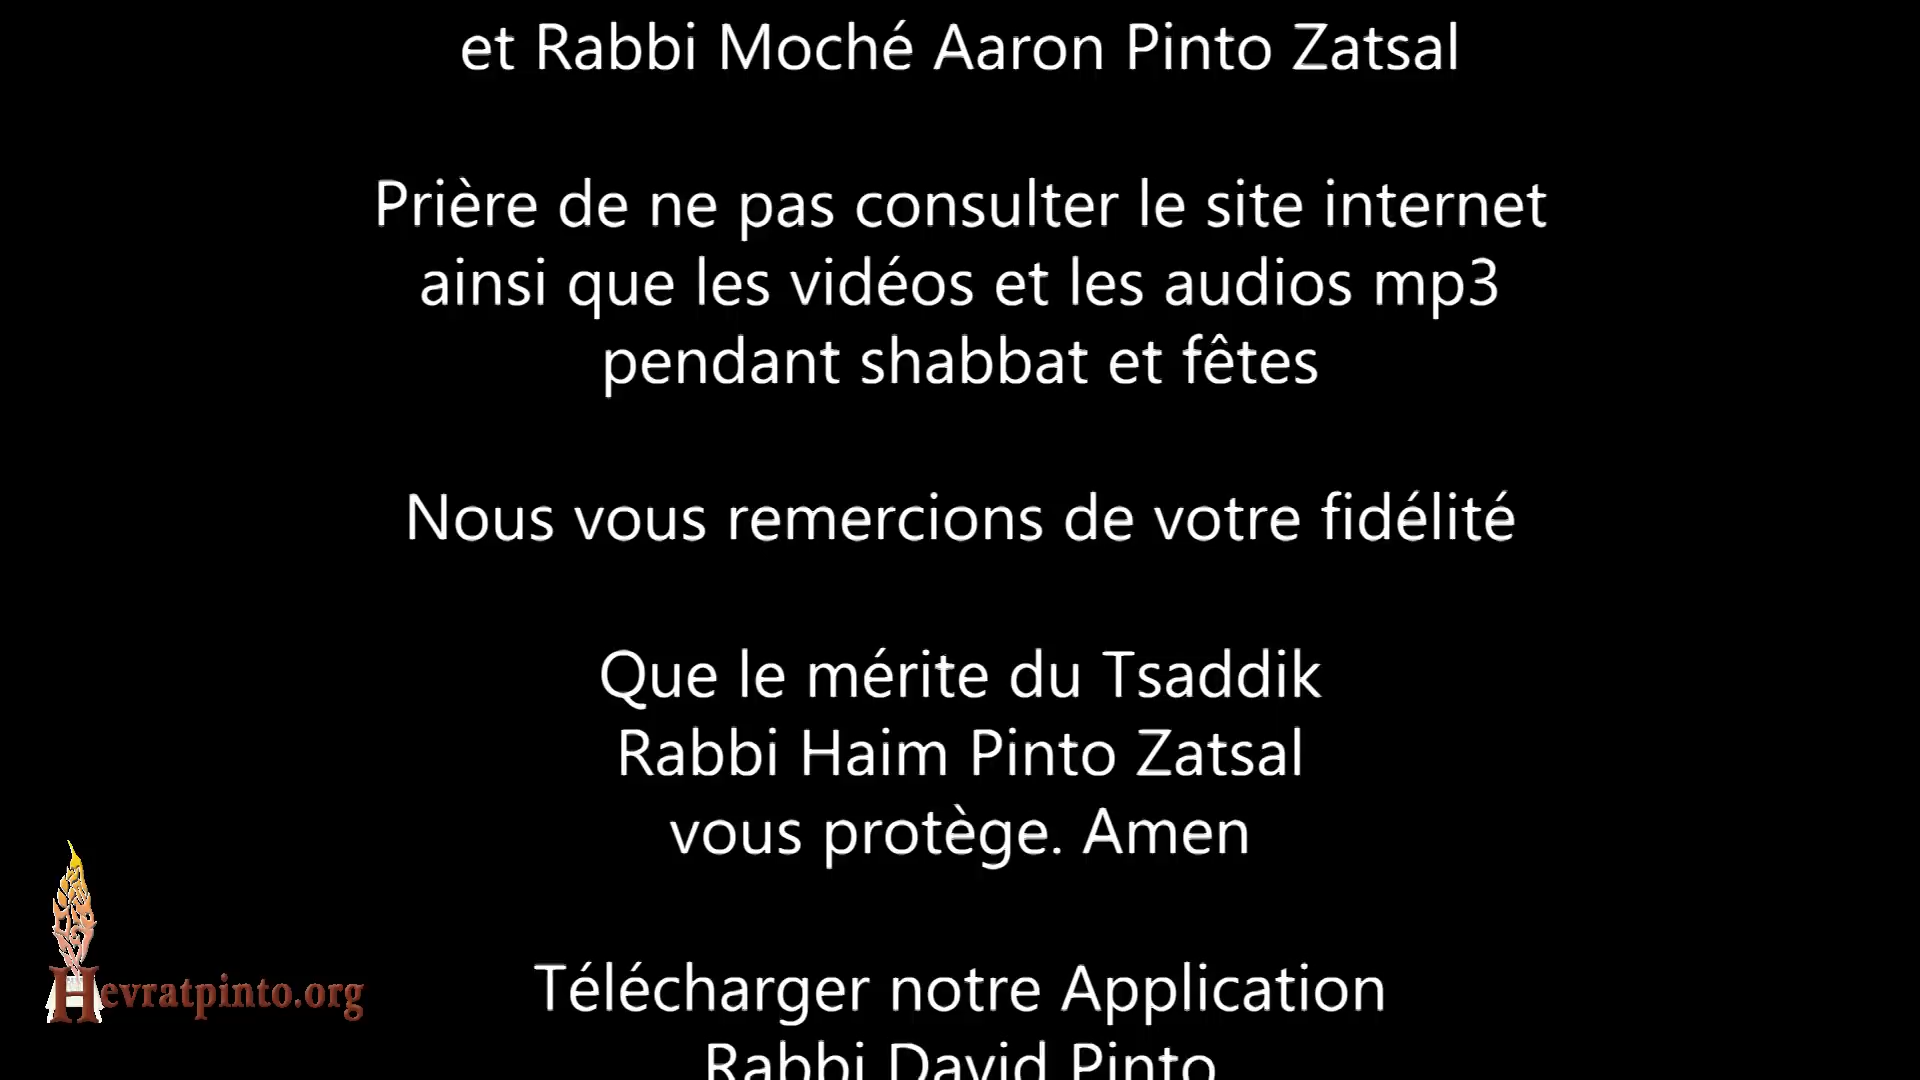 et Rabbi Moché Aaron Pinto Zatsal
Prière de ne pas consulter le site internet
ainsi que les vidéos et les audios mp3
pendant shabbat et fêtes
Nous vous remercions de votre fidélité
Que le mérite du Tsaddik
Rabbi Haim Pinto Zatsal
vous protège. Amen
Hevratpinto.org
Télécharger notre Application
Rabbi David Pinto